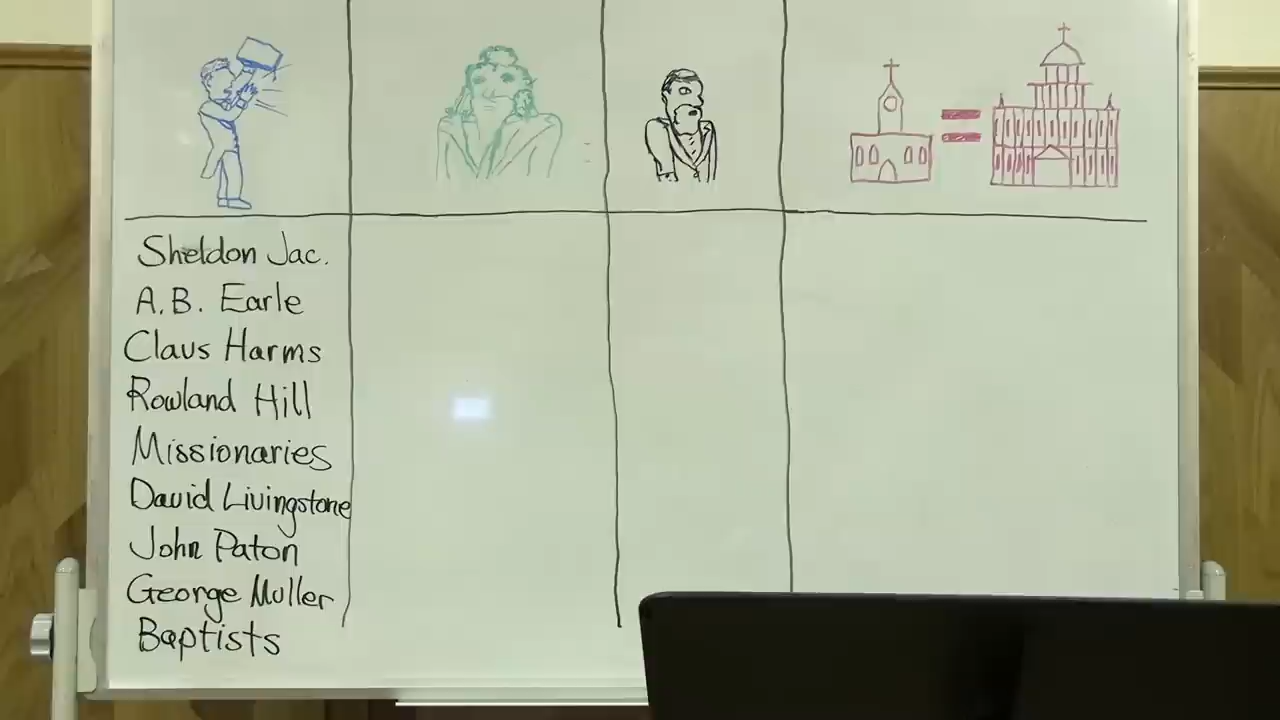 Sheldon Jac.
A.B. Earle
Claus Harms
Rowland Hill
Missionaries
David Livingstone
John Paton
George Muller
Baptists